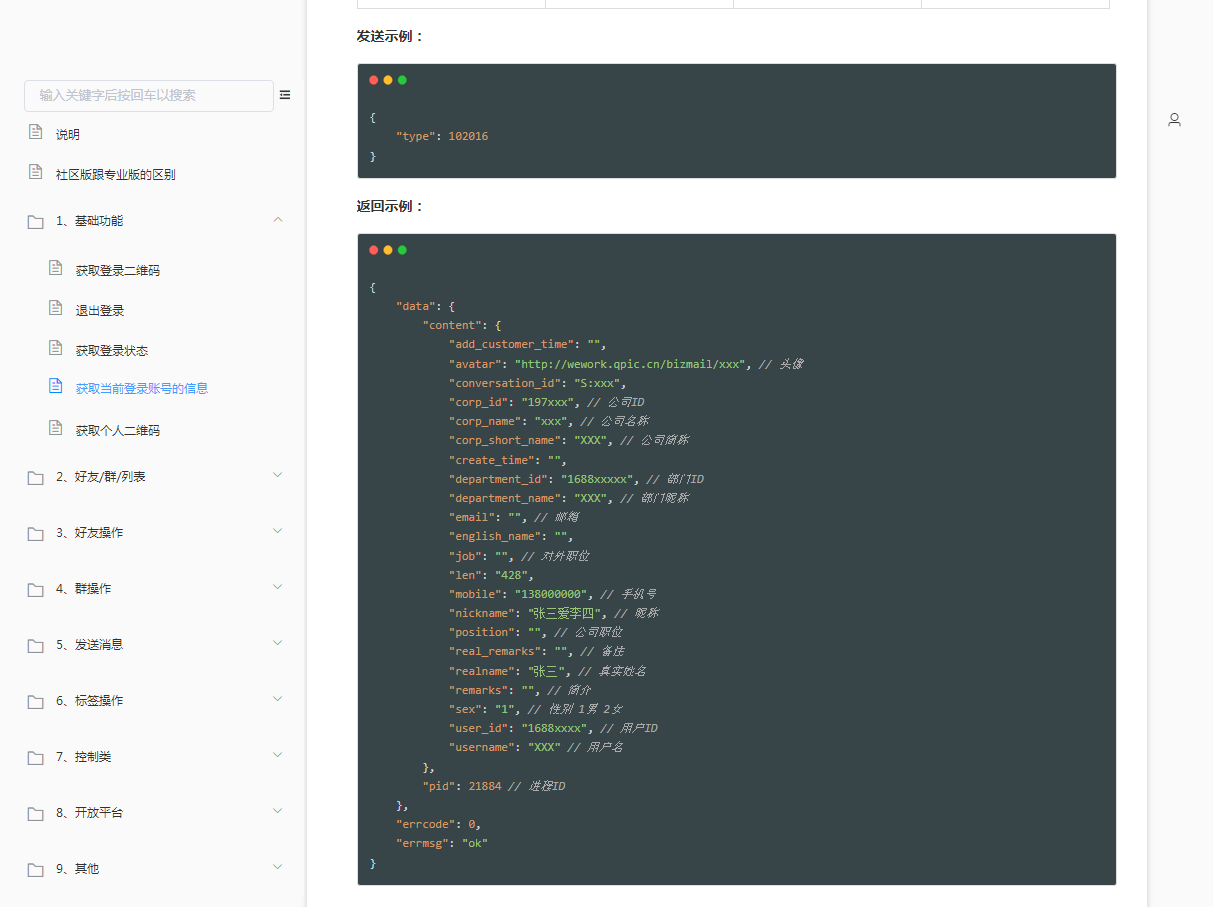 输入关键字后按回车以搜索
说明
社区版跟专业版的区别
1、基础功能
获取登录二维码
退出登录
获取登录状态
获取当前登录账号的信息
获取个人二维码
2、好友/群/列表
3、好友操作
4、群操作
5、发送消息
6、标签操作
7、控制类
8、开放平台
9、其他
发送示例：
{
"type": 102016
}
返回示例：
{
"data": {
"content": {
"add_customer_time": "",
"avatar": "http://wework.qpic.cn/bizmail/xxx", // 头像
"conversation_id": "S:xxx",
"corp_id": "197xxx", // 公司ID
"corp_name": "xxx", // 公司名称
"corp_short_name": "XXX", // 公司简称
"create_time": "",
"department_id": "1688xxxxx", // 部门ID
"department_name": "XXX", // 部门昵称
"email": "", // 邮箱
"english_name": "",
"job": "", // 对外职位
"len": "428",
"mobile": "138000000", // 手机号
"nickname": "张三爱李四", // 昵称
"position": "", // 公司职位
"real_remarks": "", // 备注
"realname": "张三", // 真实姓名
"remarks": "", // 简介
"sex": "1", // 性别 1男 2女
"user_id": "1688xxxx", // 用户ID
"username": "XXX" // 用户名
},
"pid": 21884 // 进程ID
},
"errcode": 0,
"errmsg": "ok"
}